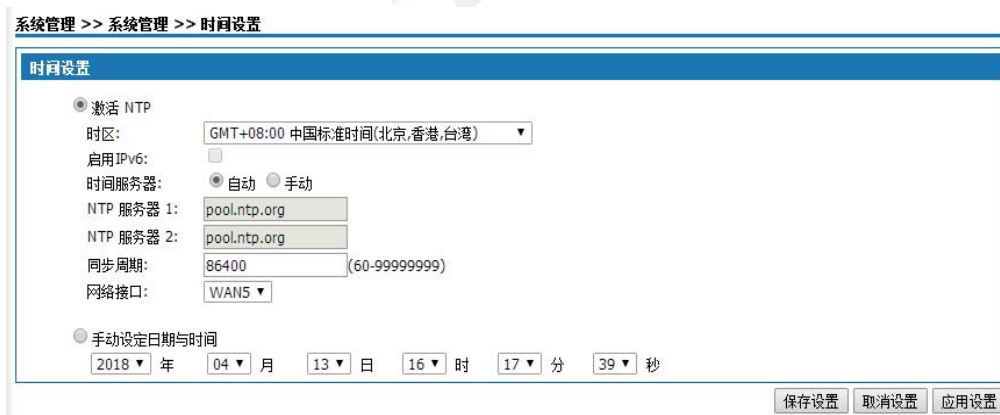 系统管理 >> 系统管理 >> 时间设置
时间设置
激活 NTP
时区: GMT+08:00 中国标准时间(北京,香港,台湾)
启用IPv6:
时间服务器: 自动 手动
NTP 服务器 1: pool.ntp.org
NTP 服务器 2: pool.ntp.org
同步周期: 86400 (60-99999999)
网络接口: WAN5
手动设定日期与时间
2018 年 04 月 13 日 16 时 17 分 39 秒
保存设置 取消设置 应用设置